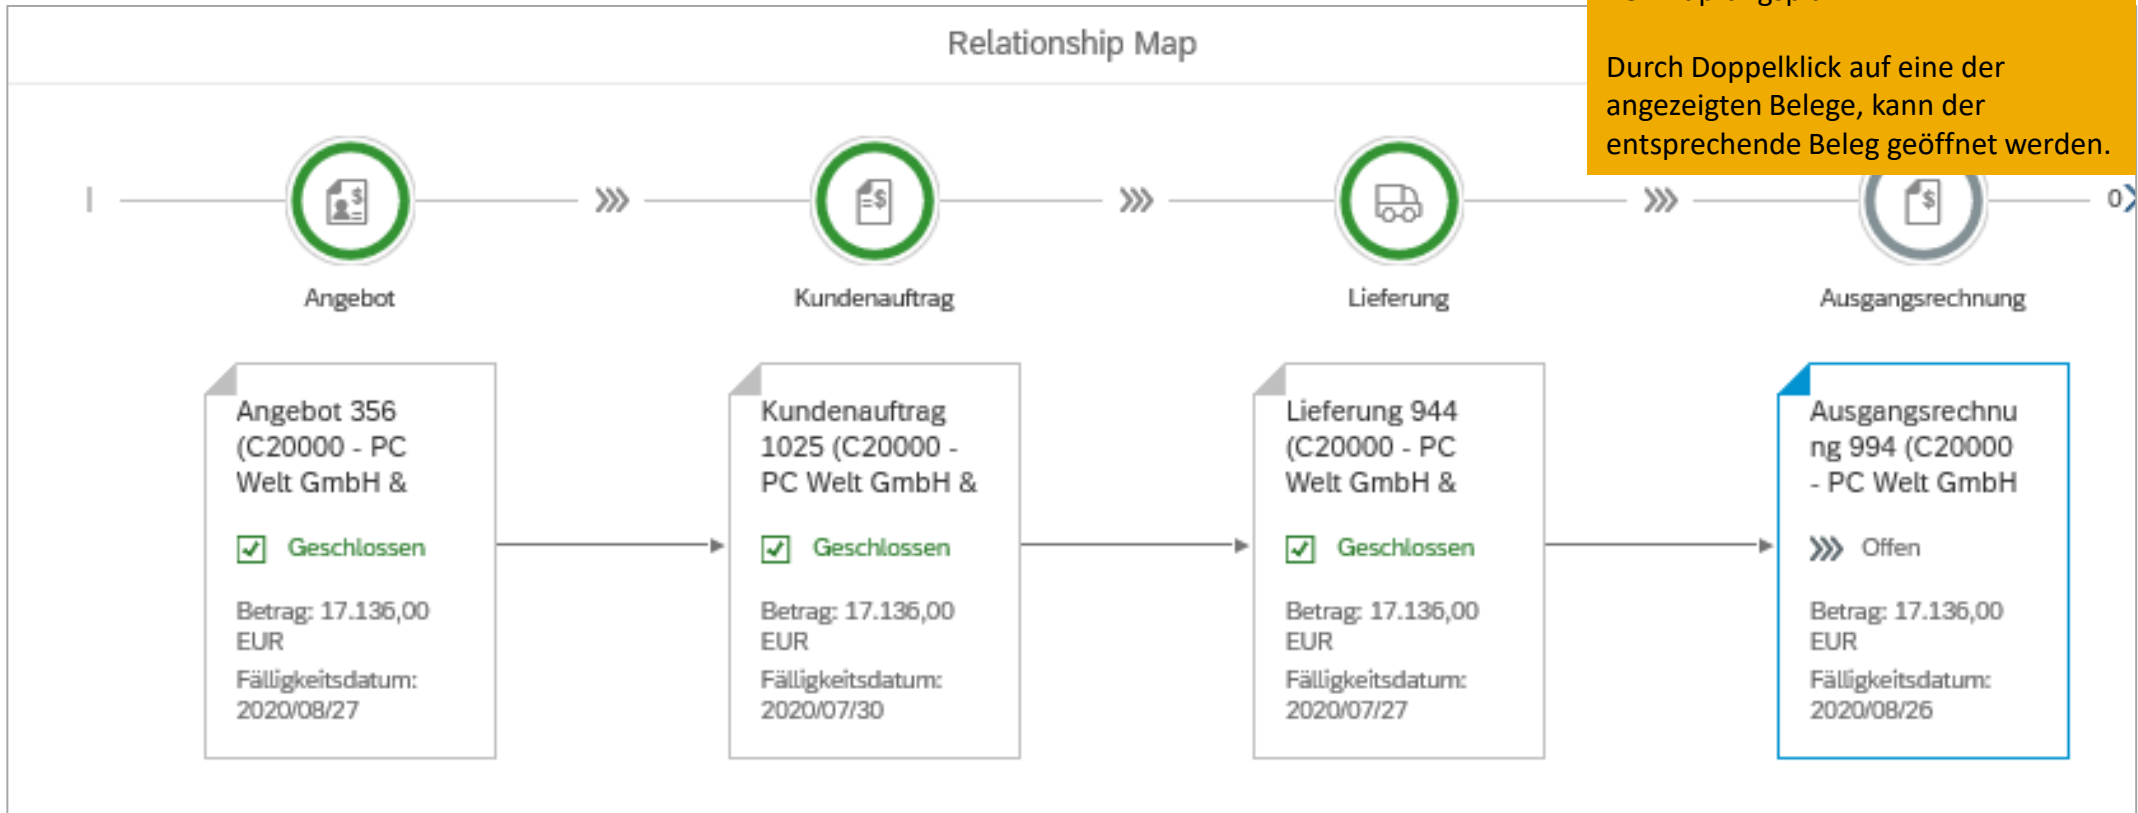 Relationship Map
Durch Doppelklick auf eine der
angezeigten Belege, kann der
entsprechende Beleg geöffnet werden.
Angebot
Kundenauftrag
Lieferung
Ausgangsrechnung
Angebot 356
(C20000 - PC
Welt GmbH &
Geschlossen
Betrag: 17.136,00
EUR
Fälligkeitsdatum:
2020/08/27
Kundenauftrag
1025 (C20000 -
PC Welt GmbH &
Geschlossen
Betrag: 17.136,00
EUR
Fälligkeitsdatum:
2020/07/30
Lieferung 944
(C20000 - PC
Welt GmbH &
Geschlossen
Betrag: 17.136,00
EUR
Fälligkeitsdatum:
2020/07/27
Ausgangsrechnu
ng 994 (C20000
- PC Welt GmbH
Offen
Betrag: 17.136,00
EUR
Fälligkeitsdatum:
2020/08/26